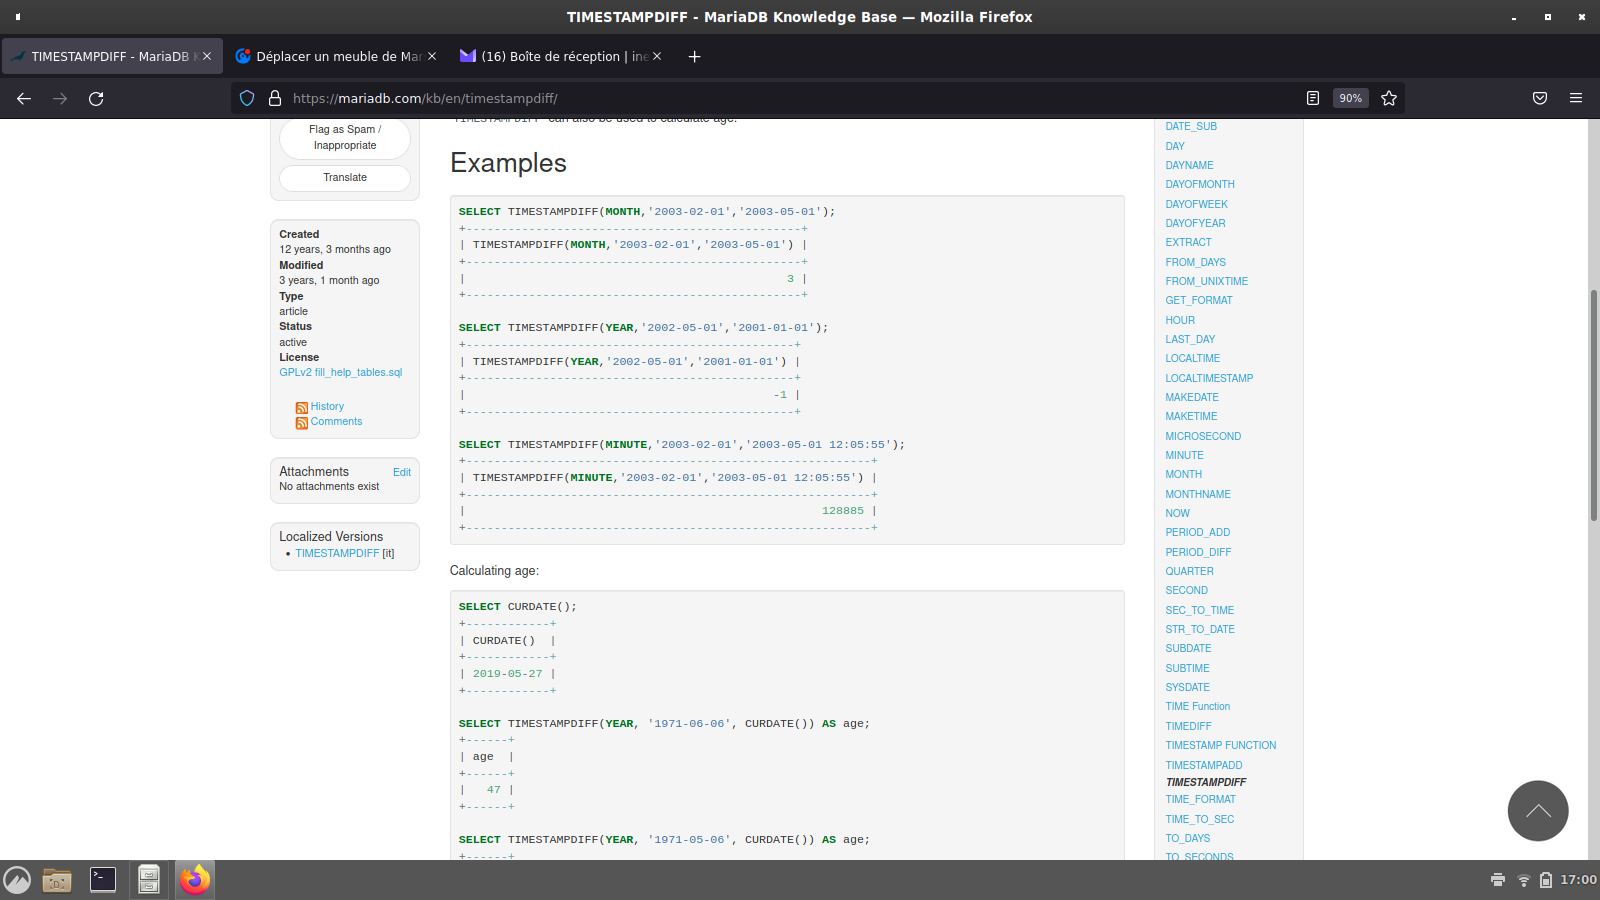 TIMESTAMPDIFF - MariaDB Knowledge Base — Mozilla Firefox
TIMESTAMPDIFF - MariaDB K
Déplacer un meuble de Mar
(16) Boîte de réception | ine
https://mariadb.com/kb/en/timestampdiff/
90%
TIMESTAMPDIFF can also be used to calculate age.
Flag as Spam /
Inappropriate
Translate
Created
12 years, 3 months ago
Modified
3 years, 1 month ago
Type
article
Status
active
License
GPLv2 fill_help_tables.sql
History
Comments
Attachments Edit
No attachments exist
Localized Versions
• TIMESTAMPDIFF [it]
Examples
SELECT TIMESTAMPDIFF(MONTH,'2003-02-01','2003-05-01');
+------------------------------------------------+
| TIMESTAMPDIFF(MONTH,'2003-02-01','2003-05-01') |
+------------------------------------------------+
|                                              3 |
+------------------------------------------------+
SELECT TIMESTAMPDIFF(YEAR,'2002-05-01','2001-01-01');
+-----------------------------------------------+
| TIMESTAMPDIFF(YEAR,'2002-05-01','2001-01-01') |
+-----------------------------------------------+
|                                            -1 |
+-----------------------------------------------+
SELECT TIMESTAMPDIFF(MINUTE,'2003-02-01','2003-05-01 12:05:55');
+----------------------------------------------------------+
| TIMESTAMPDIFF(MINUTE,'2003-02-01','2003-05-01 12:05:55') |
+----------------------------------------------------------+
|                                                   128885 |
+----------------------------------------------------------+
Calculating age:
SELECT CURDATE();
+------------+
| CURDATE()  |
+------------+
| 2019-05-27 |
+------------+
SELECT TIMESTAMPDIFF(YEAR, '1971-06-06', CURDATE()) AS age;
+------+
| age  |
+------+
|   47 |
+------+
SELECT TIMESTAMPDIFF(YEAR, '1971-05-06', CURDATE()) AS age;
+------+
DATE_SUB
DAY
DAYNAME
DAYOFMONTH
DAYOFWEEK
DAYOFYEAR
EXTRACT
FROM_DAYS
FROM_UNIXTIME
GET_FORMAT
HOUR
LAST_DAY
LOCALTIME
LOCALTIMESTAMP
MAKEDATE
MAKETIME
MICROSECOND
MINUTE
MONTH
MONTHNAME
NOW
PERIOD_ADD
PERIOD_DIFF
QUARTER
SECOND
SEC_TO_TIME
STR_TO_DATE
SUBDATE
SUBTIME
SYSDATE
TIME Function
TIMEDIFF
TIMESTAMP FUNCTION
TIMESTAMPADD
TIMESTAMPDIFF
TIME_FORMAT
TIME_TO_SEC
TO_DAYS
TO_SECONDS
17:00